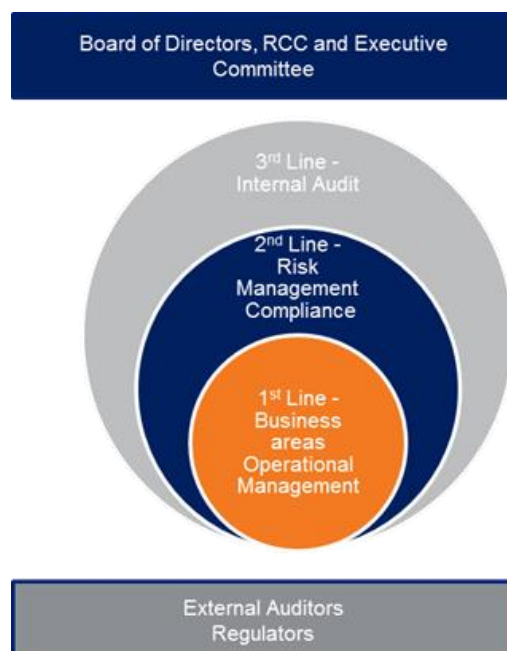 Board of Directors, RCC and Executive
Committee
3rd Line -
Internal Audit
2nd Line -
Risk
Management
Compliance
1st Line -
Business
areas
Operational
Management
External Auditors
Regulators